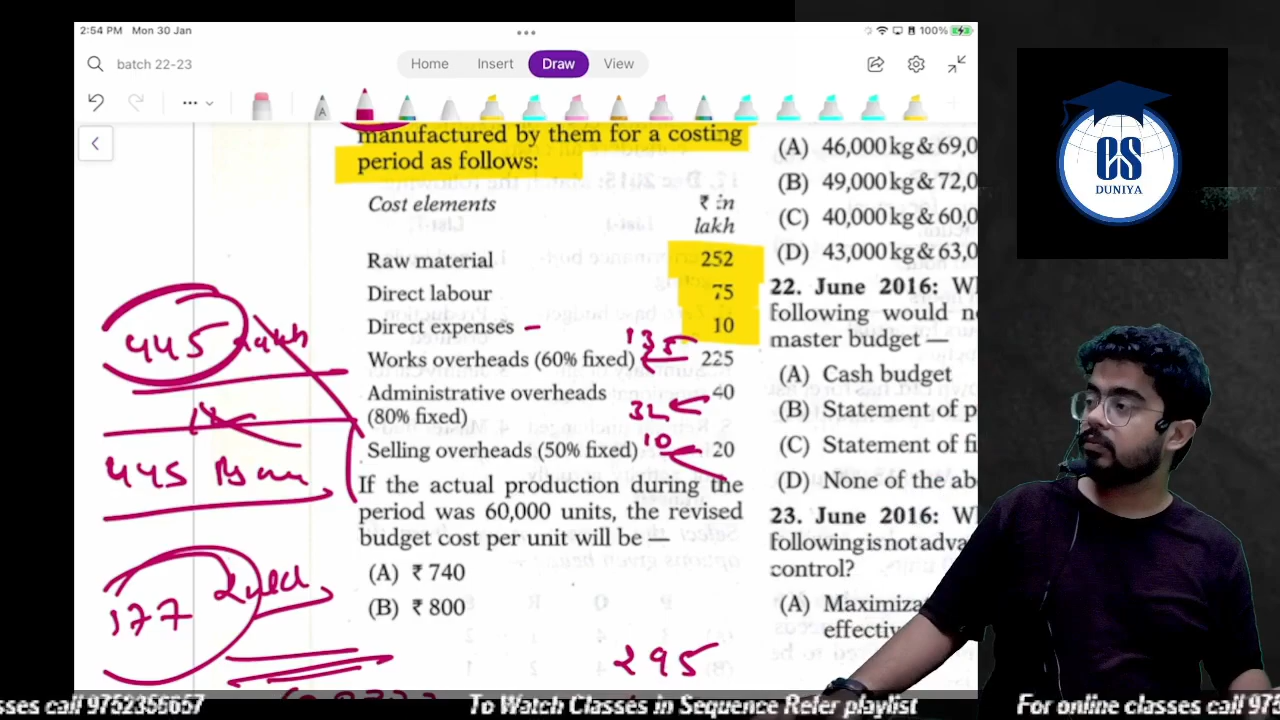 2:54 PM Mon 30 Jan
100%
batch 22-23
Home Insert Draw View
manufactured by them for a costing
period as follows:
Cost elements ₹ in
lakh
Raw material 252
Direct labour 75
Direct expenses – 10
Works overheads (60% fixed) 135 225
Administrative overheads 32 40
(80% fixed)
Selling overheads (50% fixed) 10 20
If the actual production during the
period was 60,000 units, the revised
budget cost per unit will be —
(A) ₹ 740
(B) ₹ 800
295
445
445
177
(A) 46,000 kg & 69,0
(B) 49,000 kg & 72,0
(C) 40,000 kg & 60,0
(D) 43,000 kg & 63,0
22. June 2016: W
following would n
master budget —
(A) Cash budget
(B) Statement of p
(C) Statement of fi
(D) None of the ab
23. June 2016: W
following is not adva
control?
(A) Maximiza
effective
CS
DUNIYA
sses call 9752356657 To Watch Classes in Sequence Refer playlist For online classes call 975